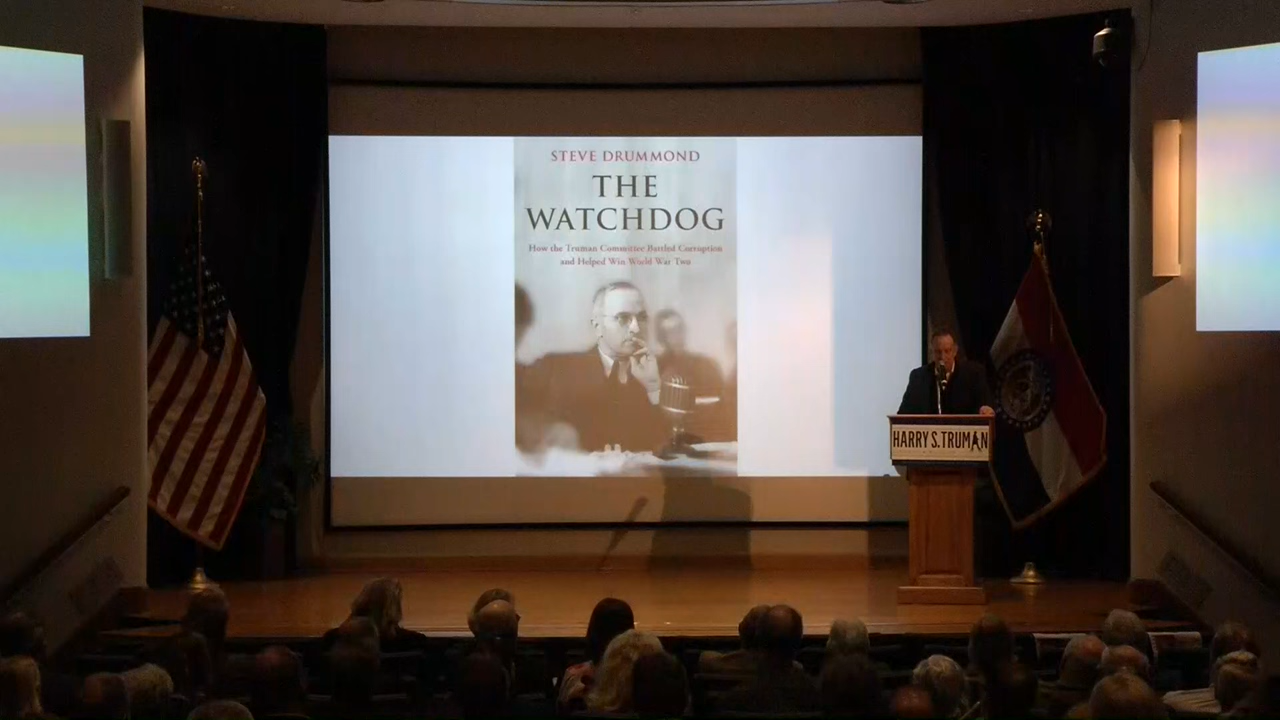 STEVE DRUMMOND
THE
WATCHDOG
How the Truman Committee Battled Corruption
and Helped Win World War Two
HARRY S. TRUMAN